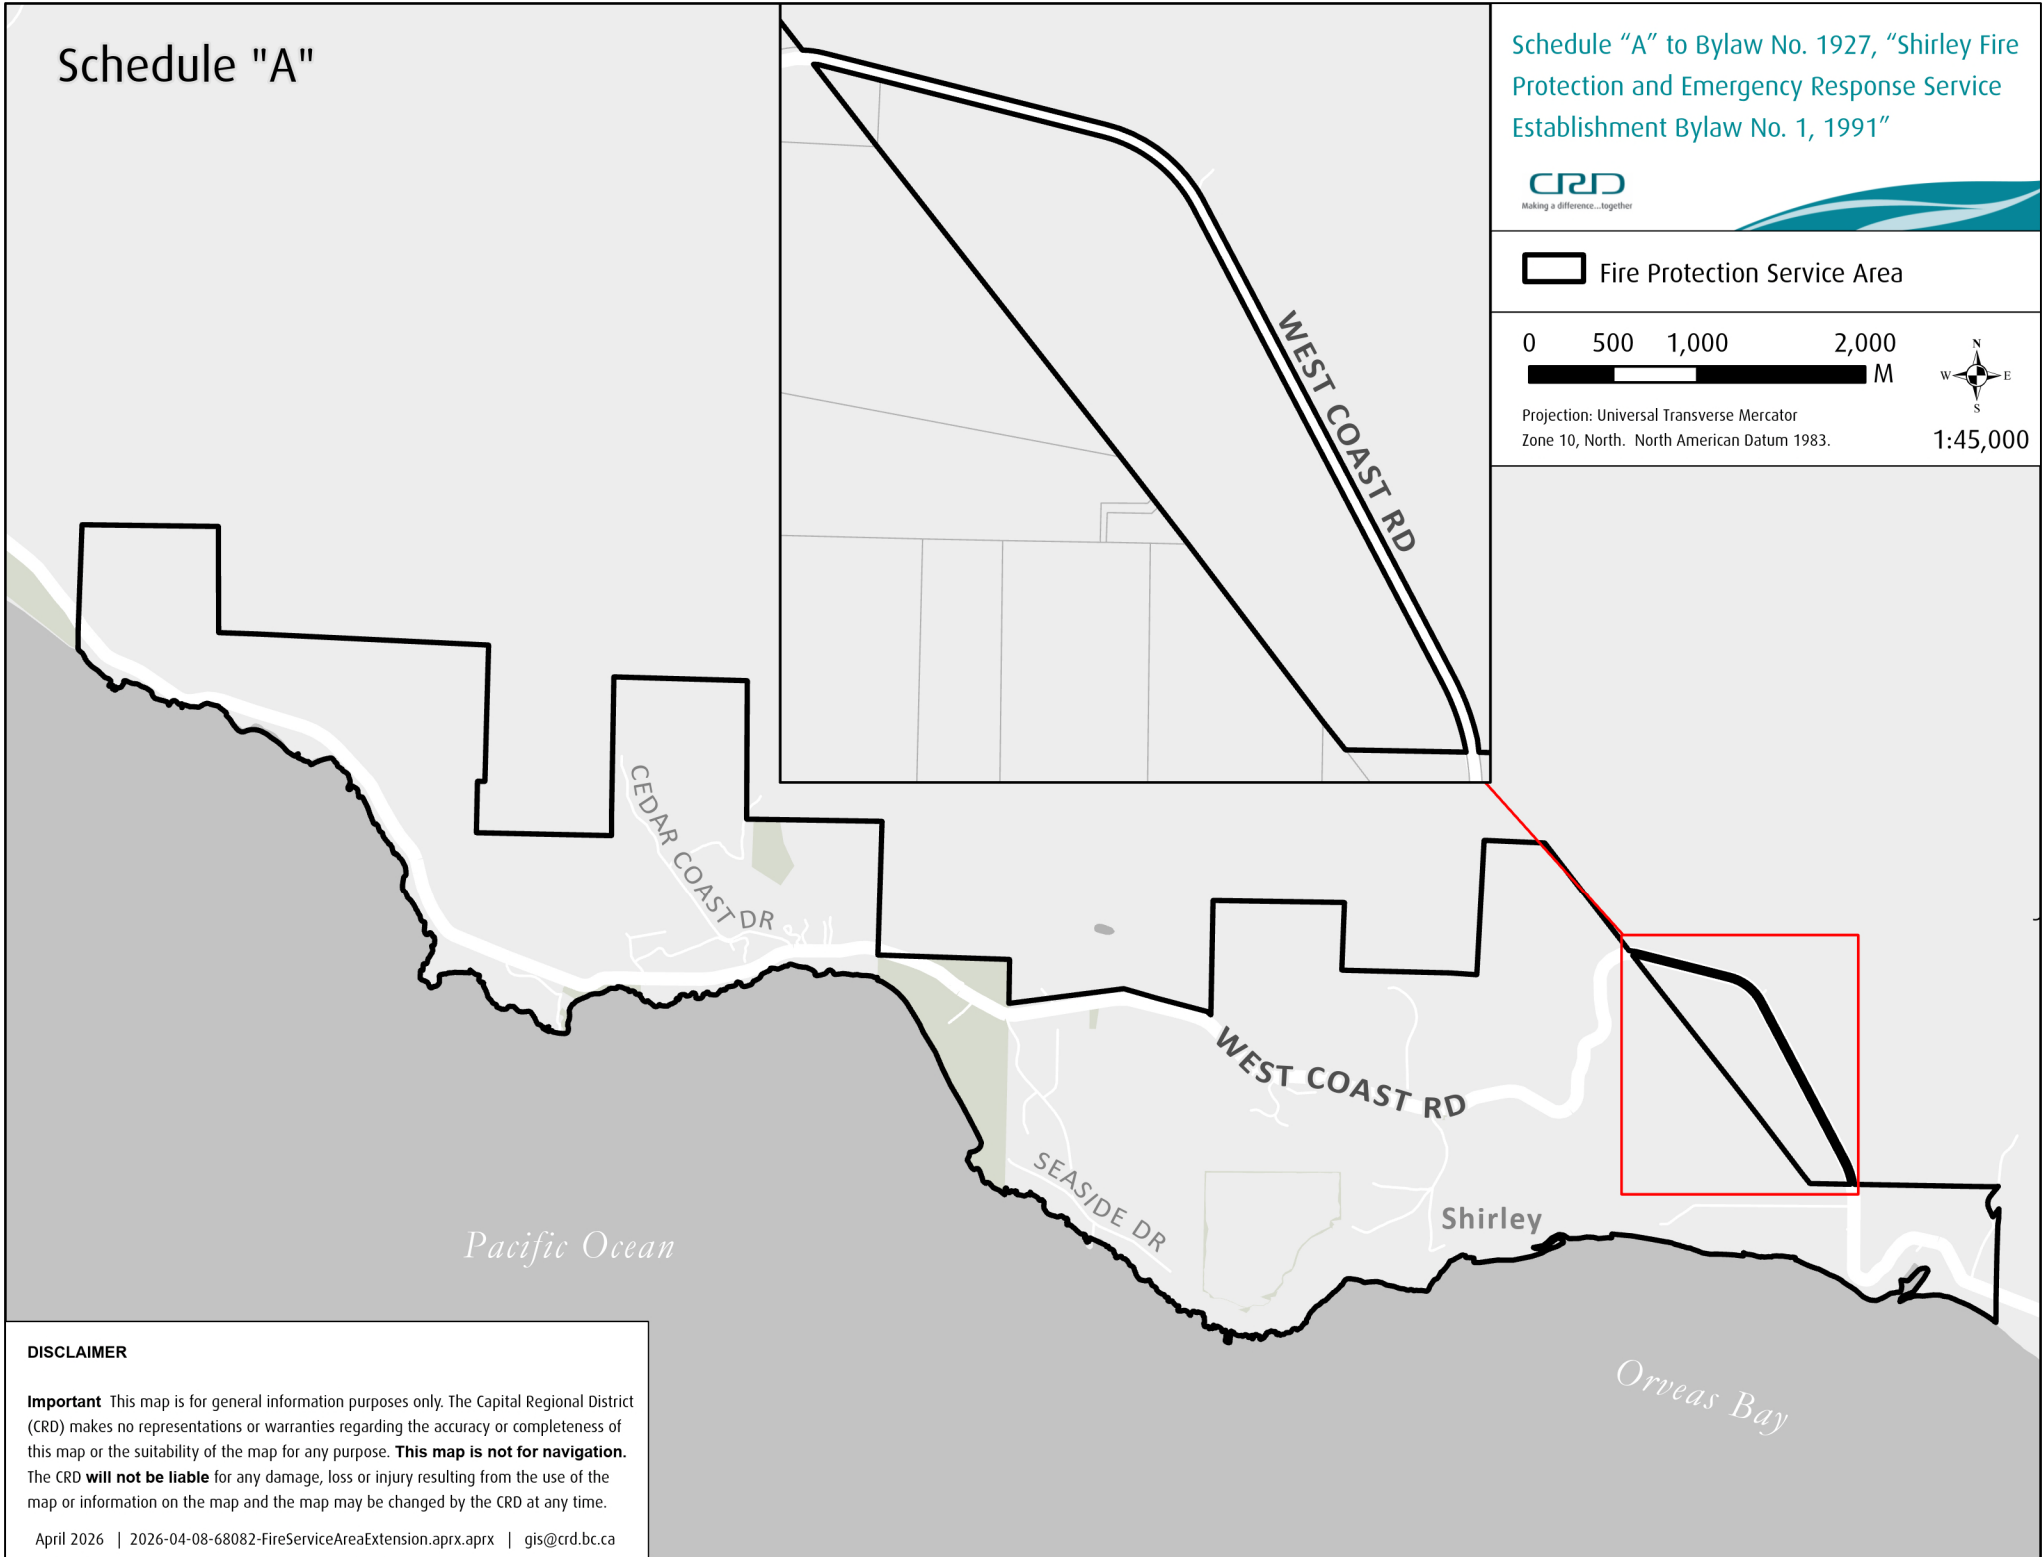 Schedule "A"
Schedule “A” to Bylaw No. 1927, “Shirley Fire
Protection and Emergency Response Service
Establishment Bylaw No. 1, 1991”
CRD
Making a difference...together
Fire Protection Service Area
0 500 1,000 2,000
M
N
W E
S
Projection: Universal Transverse Mercator
Zone 10, North. North American Datum 1983.
1:45,000
WEST COAST RD
CEDAR COAST DR
WEST COAST RD
SEASIDE DR
Shirley
Pacific Ocean
Orveas Bay
DISCLAIMER
Important This map is for general information purposes only. The Capital Regional District
(CRD) makes no representations or warranties regarding the accuracy or completeness of
this map or the suitability of the map for any purpose. This map is not for navigation.
The CRD will not be liable for any damage, loss or injury resulting from the use of the
map or information on the map and the map may be changed by the CRD at any time.
April 2026 | 2026-04-08-68082-FireServiceAreaExtension.aprx.aprx | gis@crd.bc.ca